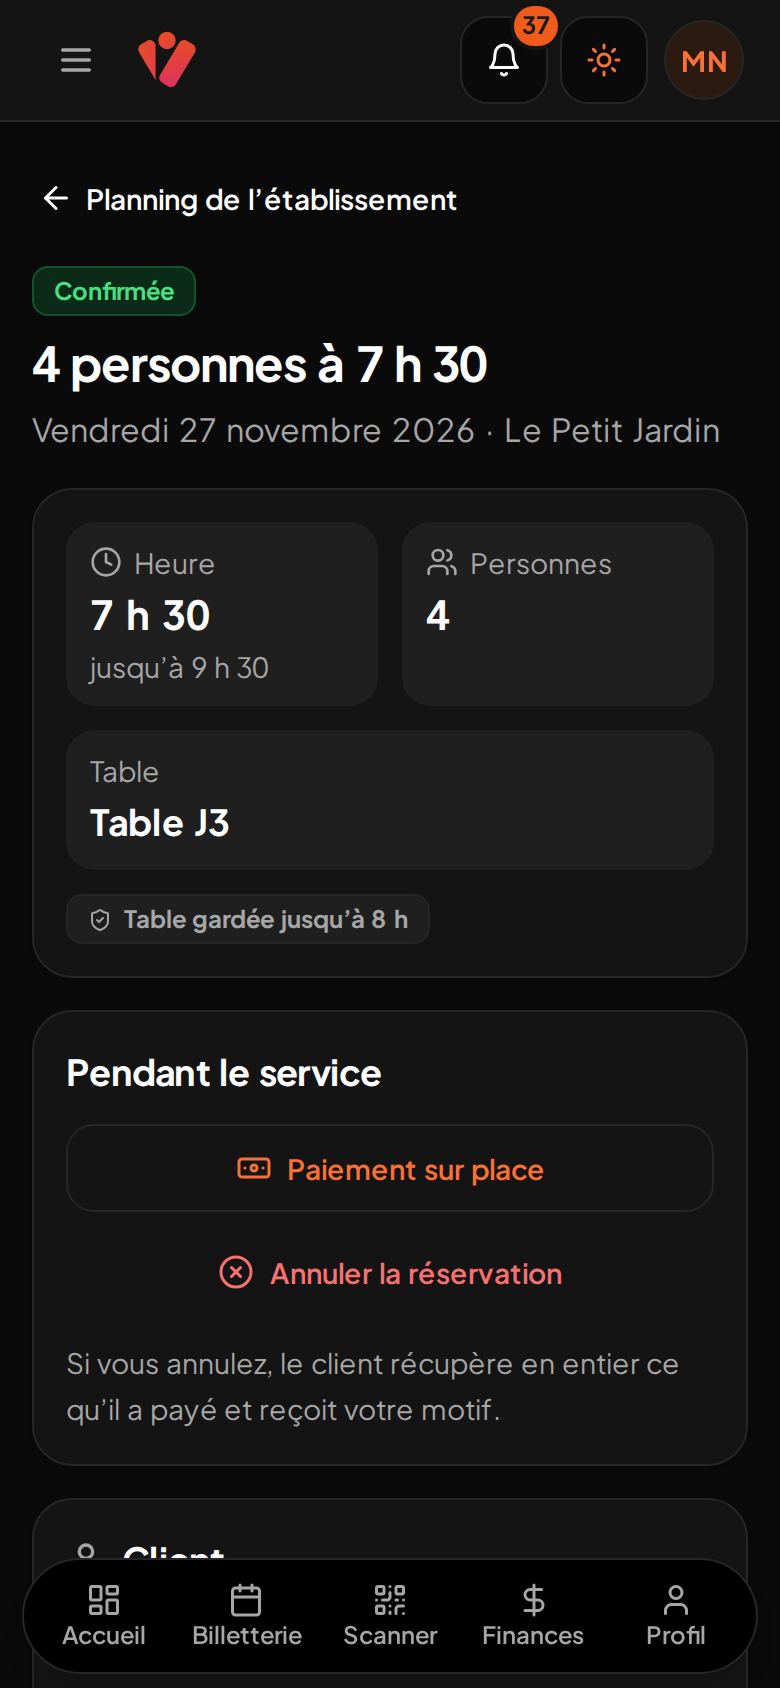 37
MN
Planning de l’établissement
Confirmée
4 personnes à 7 h 30
Vendredi 27 novembre 2026 · Le Petit Jardin
Heure
7 h 30
jusqu’à 9 h 30
Personnes
4
Table
Table J3
Table gardée jusqu’à 8 h
Pendant le service
Paiement sur place
Annuler la réservation
Si vous annulez, le client récupère en entier ce
qu’il a payé et reçoit votre motif.
Client
Accueil
Billetterie
Scanner
Finances
Profil